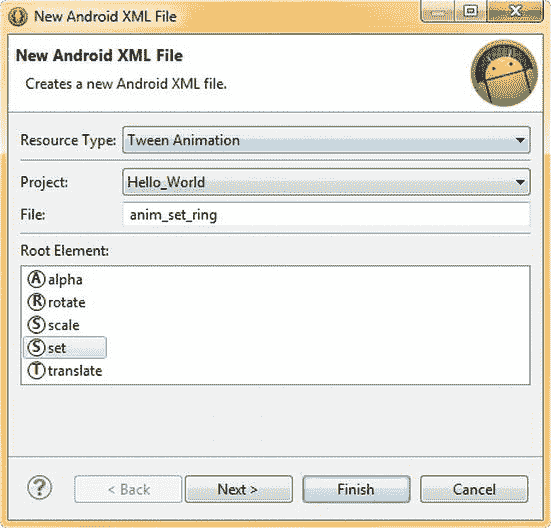 New Android XML File
New Android XML File
Creates a new Android XML file.
Resource Type: Tween Animation
Project: Hello_World
File: anim_set_ring
Root Element:
A alpha
R rotate
S scale
S set
T translate
? < Back Next > Finish Cancel